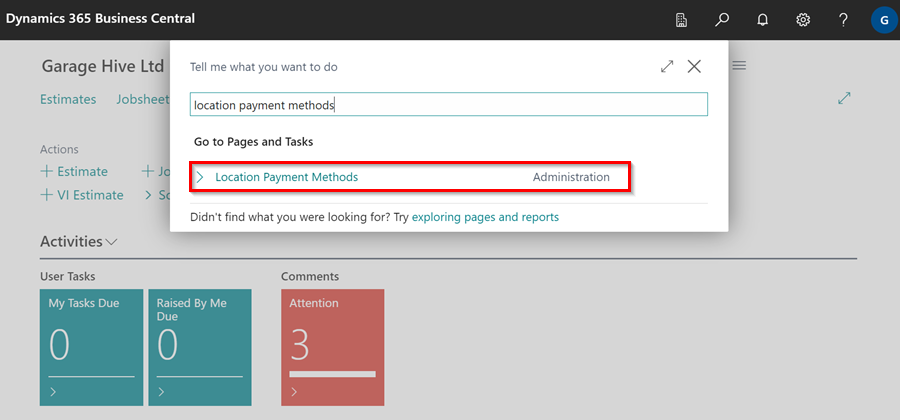 Dynamics 365 Business Central
G
Garage Hive Ltd
Tell me what you want to do
Estimates Jobsheet
location payment methods
Go to Pages and Tasks
Actions
Location Payment Methods Administration
+ Estimate + Jo
+ VI Estimate > Sc
Didn't find what you were looking for? Try exploring pages and reports
Activities
User Tasks
Comments
My Tasks Due
0
Raised By Me
Due
0
Attention
3